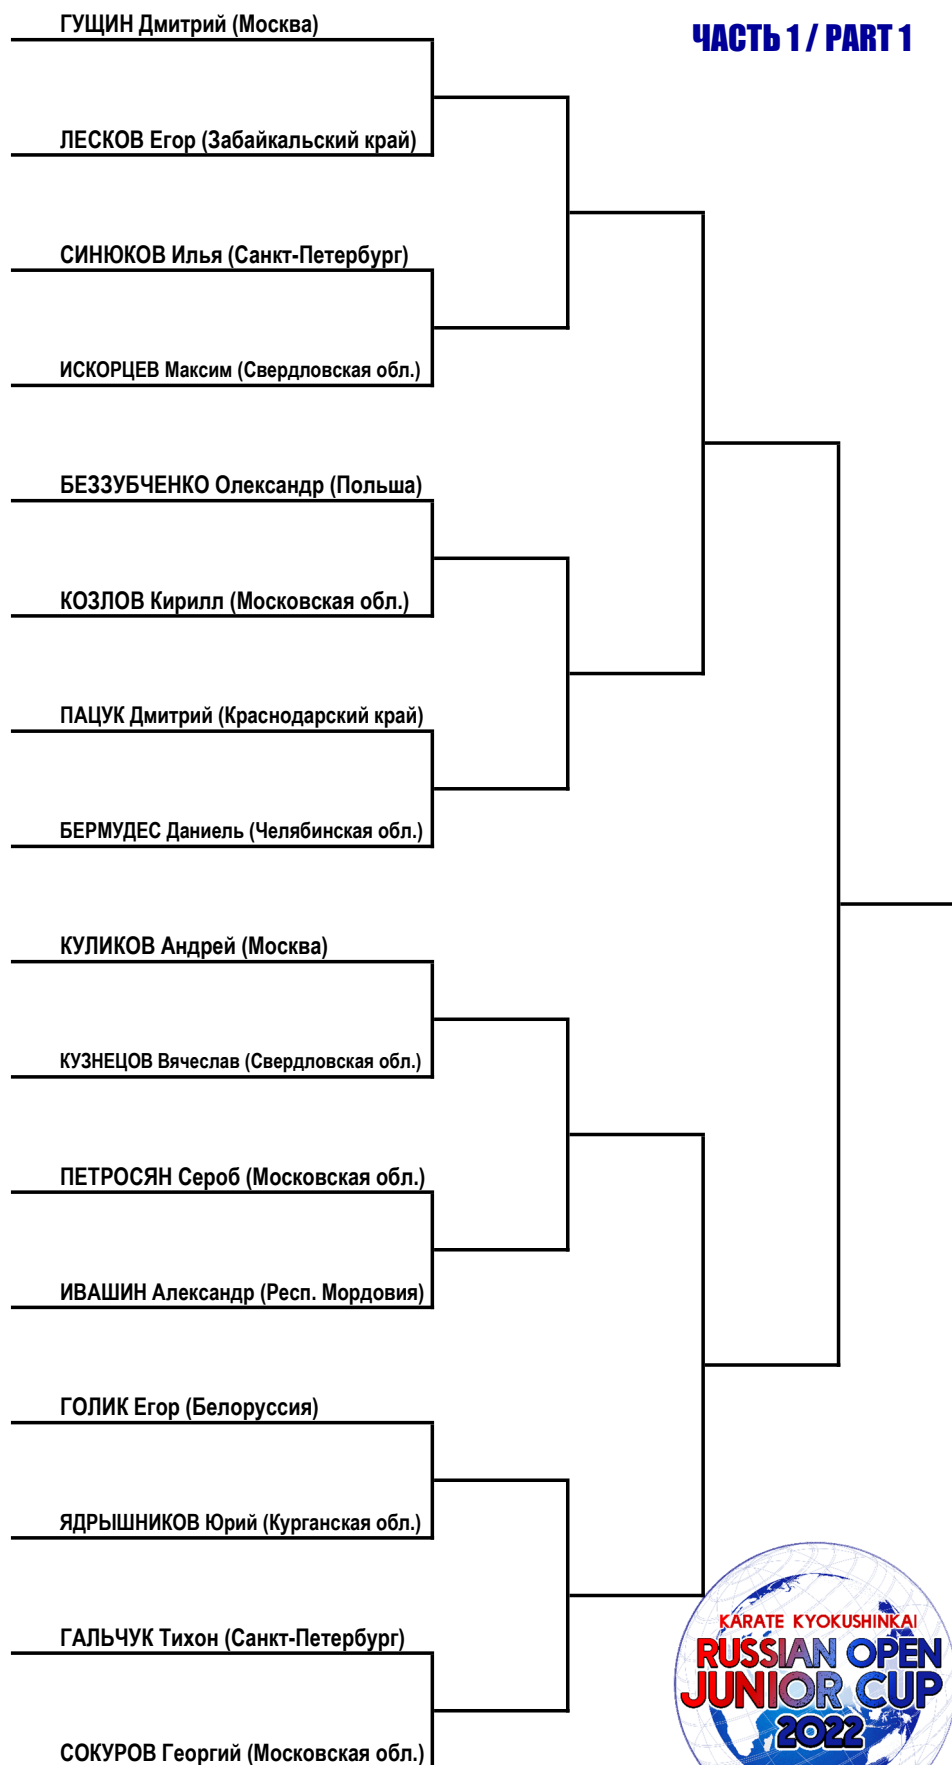 ГУЩИН Дмитрий (Москва)
ЧАСТЬ 1 / PART 1
ЛЕСКОВ Егор (Забайкальский край)
СИНЮКОВ Илья (Санкт-Петербург)
ИСКОРЦЕВ Максим (Свердловская обл.)
БЕЗЗУБЧЕНКО Олександр (Польша)
КОЗЛОВ Кирилл (Московская обл.)
ПАЦУК Дмитрий (Краснодарский край)
БЕРМУДЕС Даниель (Челябинская обл.)
КУЛИКОВ Андрей (Москва)
КУЗНЕЦОВ Вячеслав (Свердловская обл.)
ПЕТРОСЯН Сероб (Московская обл.)
ИВАШИН Александр (Респ. Мордовия)
ГОЛИК Егор (Белоруссия)
ЯДРЫШНИКОВ Юрий (Курганская обл.)
ГАЛЬЧУК Тихон (Санкт-Петербург)
СОКУРОВ Георгий (Московская обл.)
KARATE KYOKUSHINKAI
RUSSIAN OPEN
JUNIOR CUP
2022